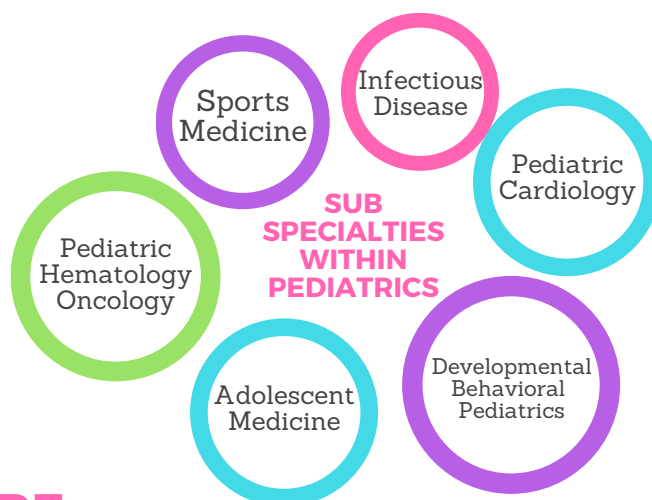 Infectious
Disease
Sports
Medicine
Pediatric
Cardiology
SUB
SPECIALTIES
WITHIN
PEDIATRICS
Pediatric
Hematology
Oncology
Developmental
Behavioral
Pediatrics
Adolescent
Medicine